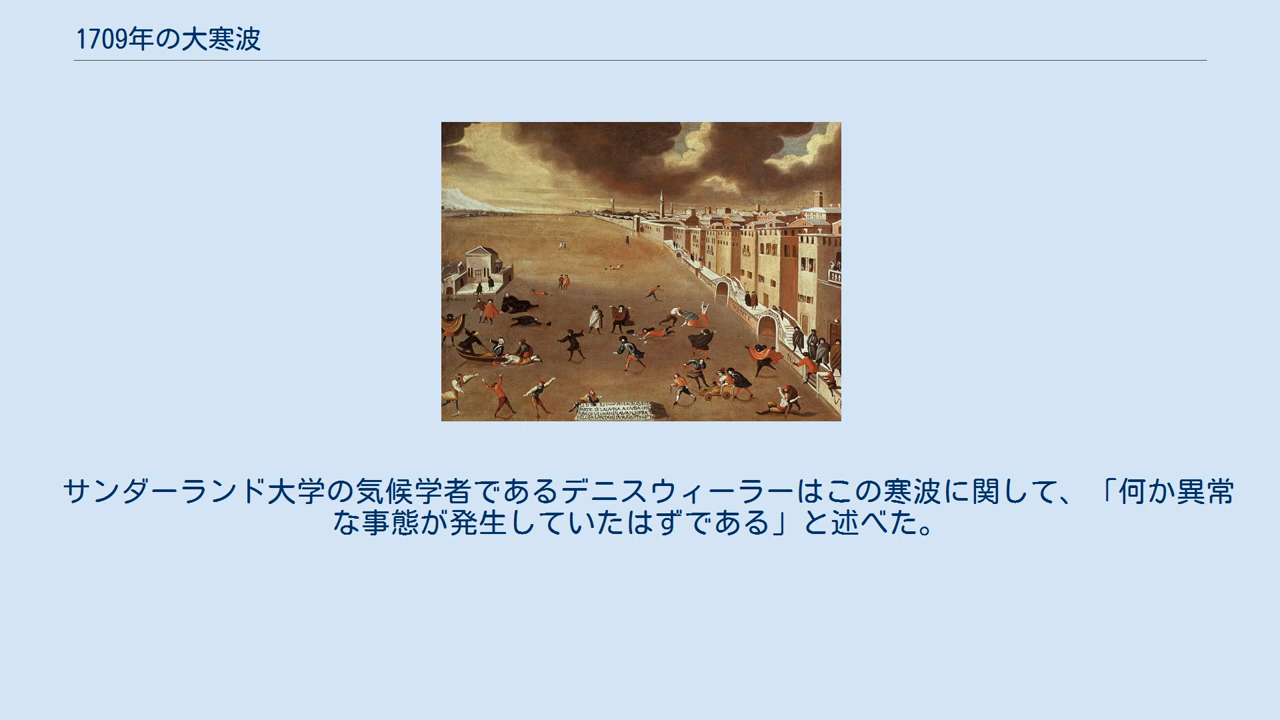 1709年の大寒波
サンダーランド大学の気候学者であるデニスウィーラーはこの寒波に関して、「何か異常
な事態が発生していたはずである」と述べた。